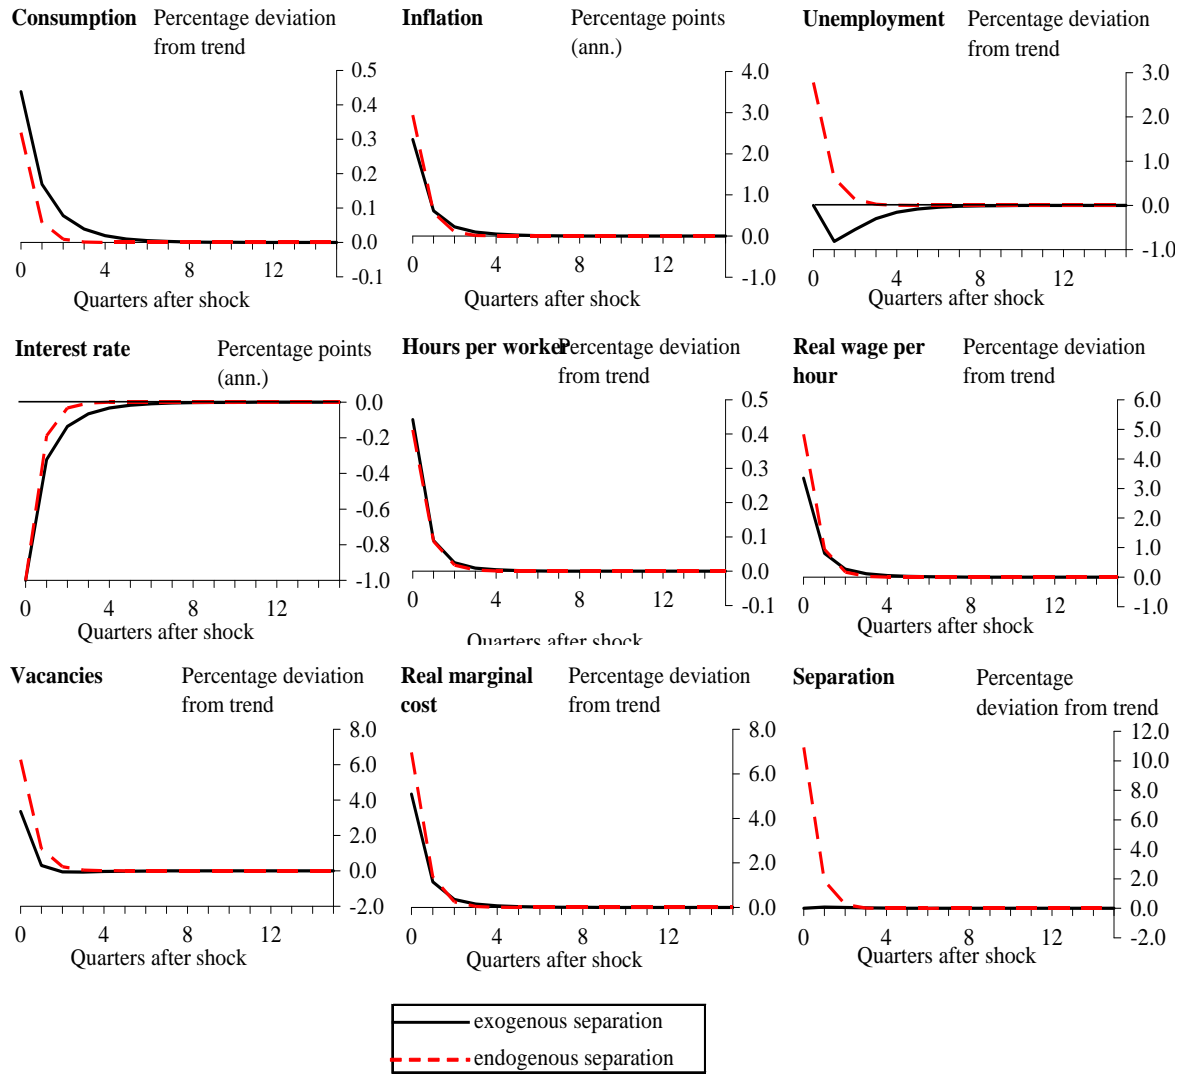 Consumption
Percentage deviation
from trend
0.5
0.4
0.3
0.2
0.1
0.0
-0.1
0 4 8 12
Quarters after shock
Inflation
Percentage points
(ann.)
4.0
3.0
2.0
1.0
0.0
-1.0
0 4 8 12
Quarters after shock
Unemployment
Percentage deviation
from trend
3.0
2.0
1.0
0.0
-1.0
0 4 8 12
Quarters after shock
Interest rate
Percentage points
(ann.)
0.0
-0.2
-0.4
-0.6
-0.8
-1.0
0 4 8 12
Quarters after shock
Hours per worker
Percentage deviation
from trend
0.5
0.4
0.3
0.2
0.1
0.0
-0.1
0 4 8 12
Quarters after shock
Real wage per
hour
Percentage deviation
from trend
6.0
5.0
4.0
3.0
2.0
1.0
0.0
-1.0
0 4 8 12
Quarters after shock
Vacancies
Percentage deviation
from trend
8.0
6.0
4.0
2.0
0.0
-2.0
0 4 8 12
Quarters after shock
Real marginal
cost
Percentage deviation
from trend
8.0
6.0
4.0
2.0
0.0
0 4 8 12
Quarters after shock
Separation
Percentage
deviation from trend
12.0
10.0
8.0
6.0
4.0
2.0
0.0
-2.0
0 4 8 12
Quarters after shock
exogenous separation
endogenous separation